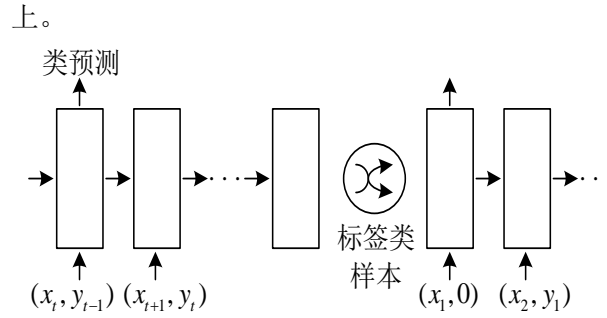 上。
类预测
···
··
标签类
样本
(x_t, y_{t-1}) (x_{t+1}, y_t) (x_1, 0) (x_2, y_1)